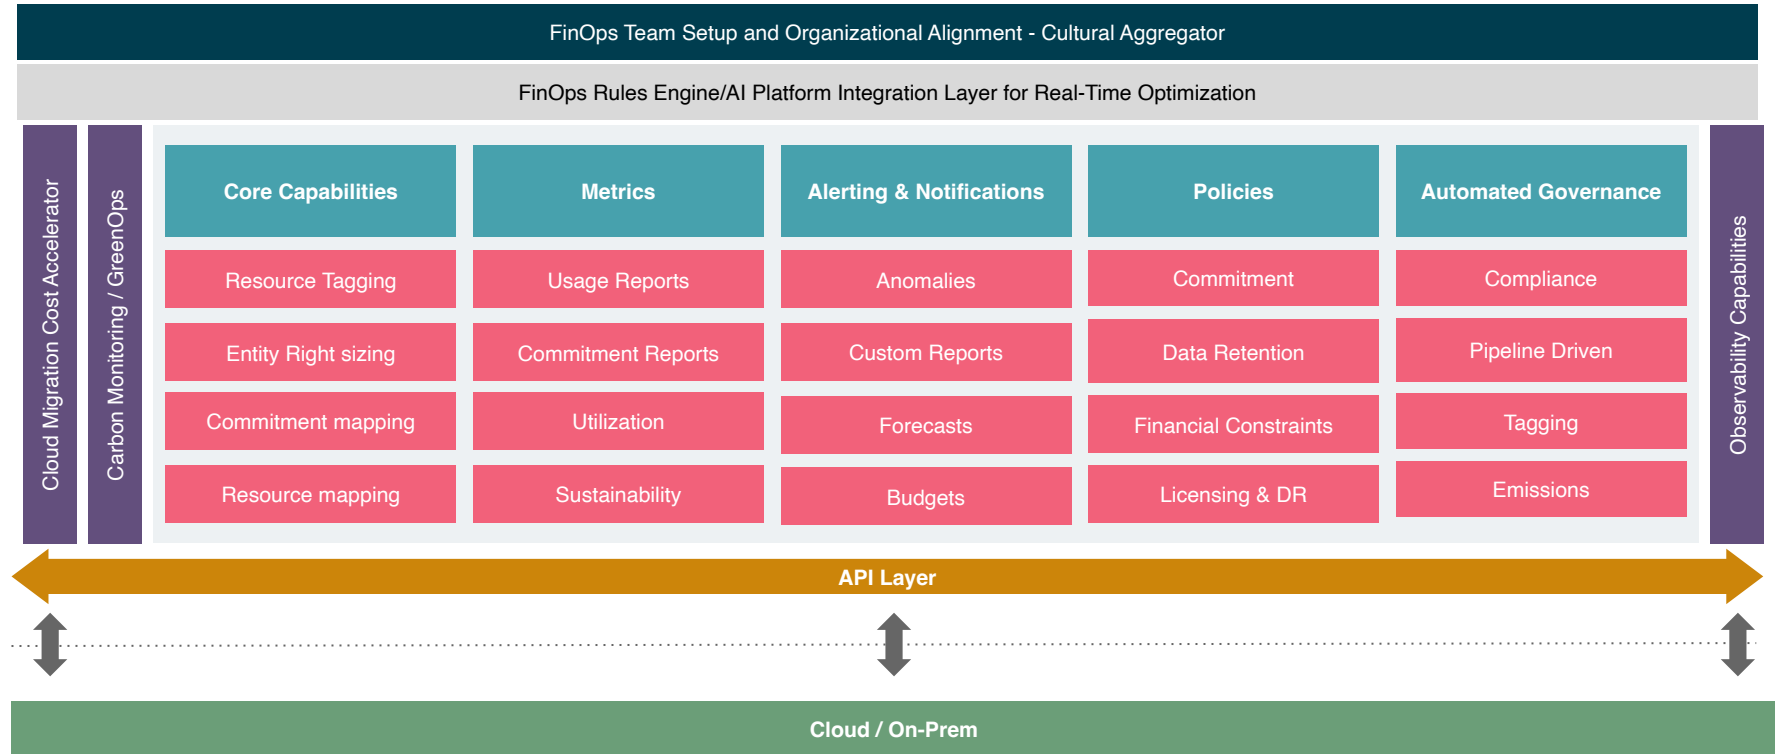 FinOps Team Setup and Organizational Alignment - Cultural Aggregator
FinOps Rules Engine/AI Platform Integration Layer for Real-Time Optimization
Cloud Migration Cost Accelerator
Carbon Monitoring / GreenOps
Core Capabilities
Resource Tagging
Entity Right sizing
Commitment mapping
Resource mapping
Metrics
Usage Reports
Commitment Reports
Utilization
Sustainability
Alerting & Notifications
Anomalies
Custom Reports
Forecasts
Budgets
Policies
Commitment
Data Retention
Financial Constraints
Licensing & DR
Automated Governance
Compliance
Pipeline Driven
Tagging
Emissions
Observability Capabilities
API Layer
Cloud / On-Prem